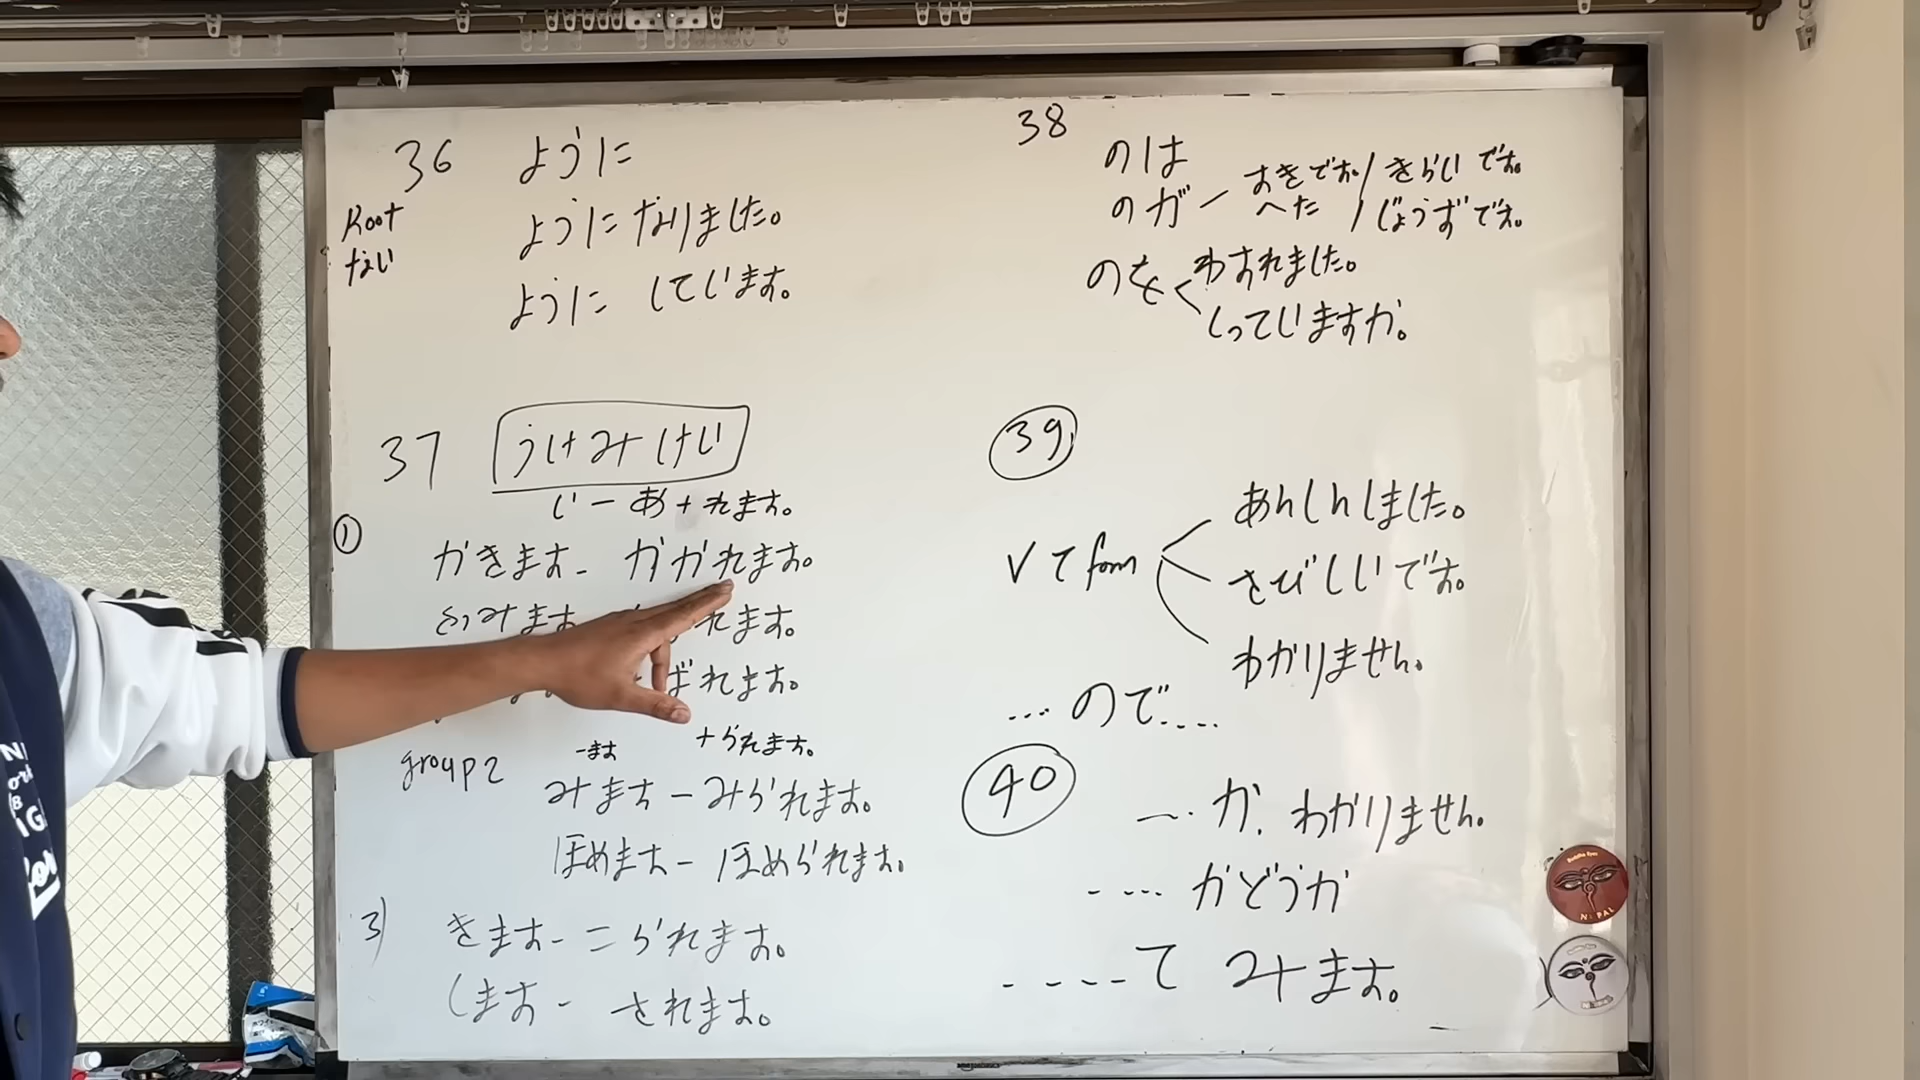 36 ように
Root
ない
ようになりました。
ように しています。
37 うけみけい
い－あ＋れます。
① かきます－かかれます。
れます。
ばれます。
group 2 －ます ＋られます。
みます－みられます。
ほめます－ほめられます。
3) きます－こられます。
します－されます。
38
のは
のが－すきです。/きらいです。
へた/じょうずです。
のを<わすれました。
しっていますか。
39
V て form
あんしんしました。
さびしいです。
わかりません。
...ので....
40
...か、わかりません。
....かどうか
.....て みます。
Buddha Eyes
NEPAL